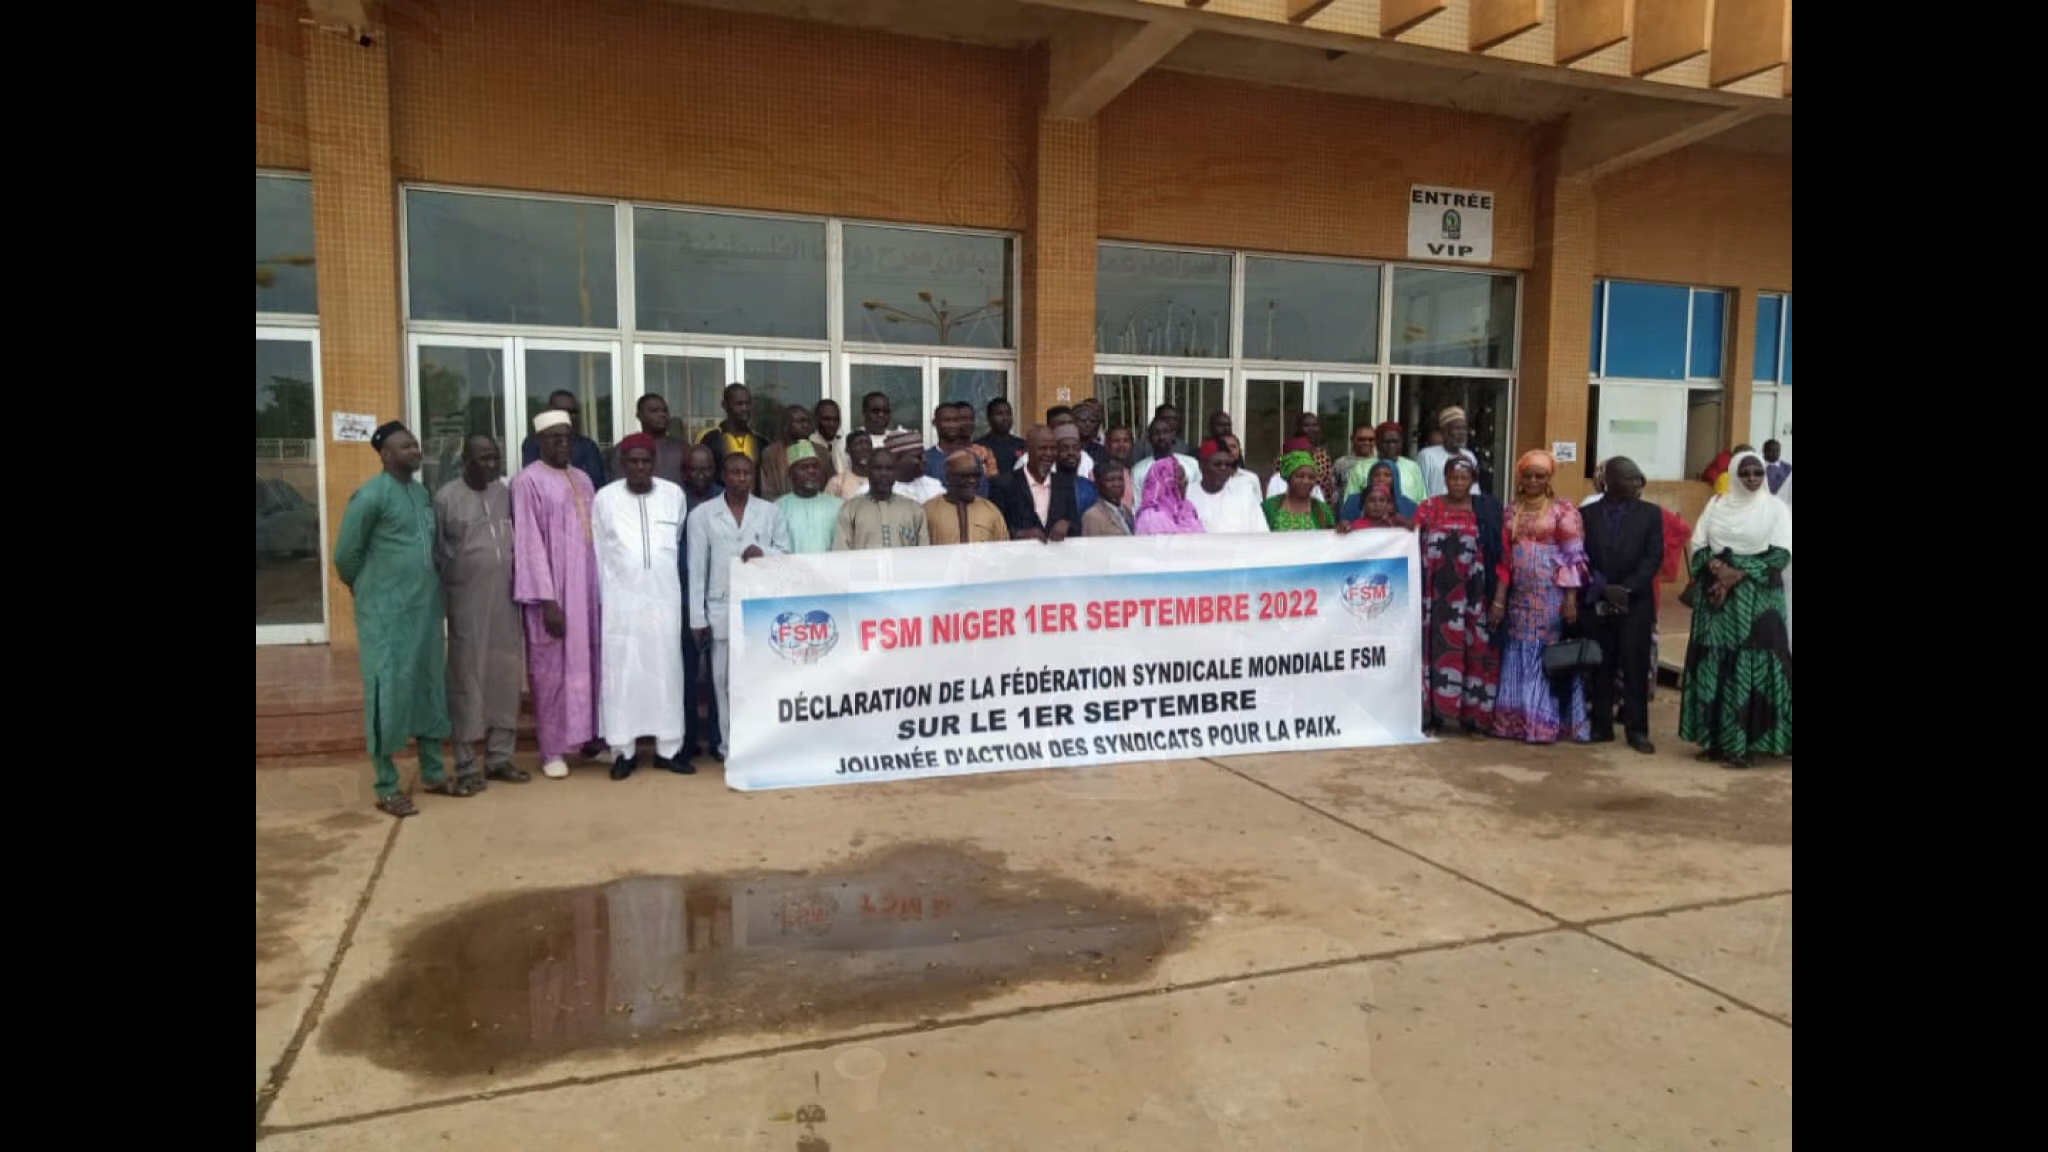 ENTRÉE
VIP
FSM NIGER 1ER SEPTEMBRE 2022
FSM
FSM
DÉCLARATION DE LA FÉDÉRATION SYNDICALE MONDIALE FSM
SUR LE 1ER SEPTEMBRE
JOURNÉE D'ACTION DES SYNDICATS POUR LA PAIX.